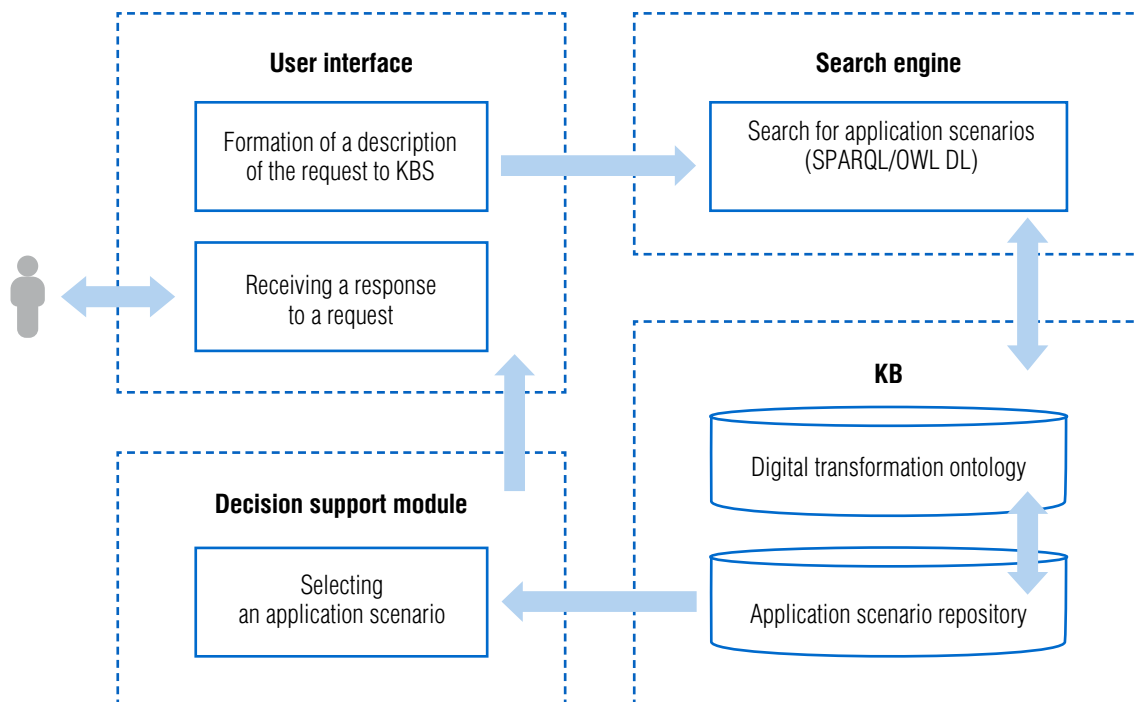 User interface
Formation of a description
of the request to KBS
Receiving a response
to a request
Search engine
Search for application scenarios
(SPARQL/OWL DL)
KB
Digital transformation ontology
Application scenario repository
Decision support module
Selecting
an application scenario